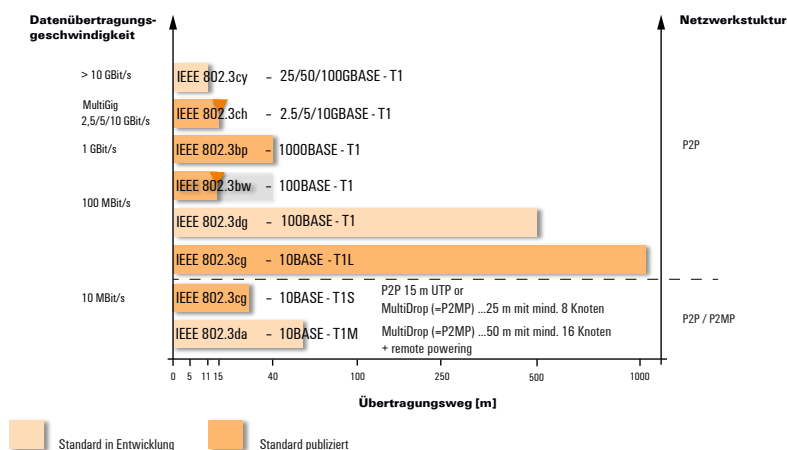 Datenübertragungs-
geschwindigkeit
Netzwerkstuktur
> 10 GBit/s
IEEE 802.3cy - 25/50/100GBASE - T1
MultiGig
2,5/5/10 GBit/s
IEEE 802.3ch - 2.5/5/10GBASE - T1
1 GBit/s
IEEE 802.3bp - 1000BASE - T1
P2P
IEEE 802.3bw - 100BASE - T1
100 MBit/s
IEEE 802.3dg - 100BASE - T1
IEEE 802.3cg - 10BASE - T1L
10 MBit/s
IEEE 802.3cg - 10BASE - T1S
P2P 15 m UTP or
MultiDrop (=P2MP) ...25 m mit mind. 8 Knoten
P2P / P2MP
IEEE 802.3da - 10BASE - T1M
MultiDrop (=P2MP) ...50 m mit mind. 16 Knoten
+ remote powering
0 5 11 15 40 100 250 500 1000
Übertragungsweg [m]
Standard in Entwicklung
Standard publiziert